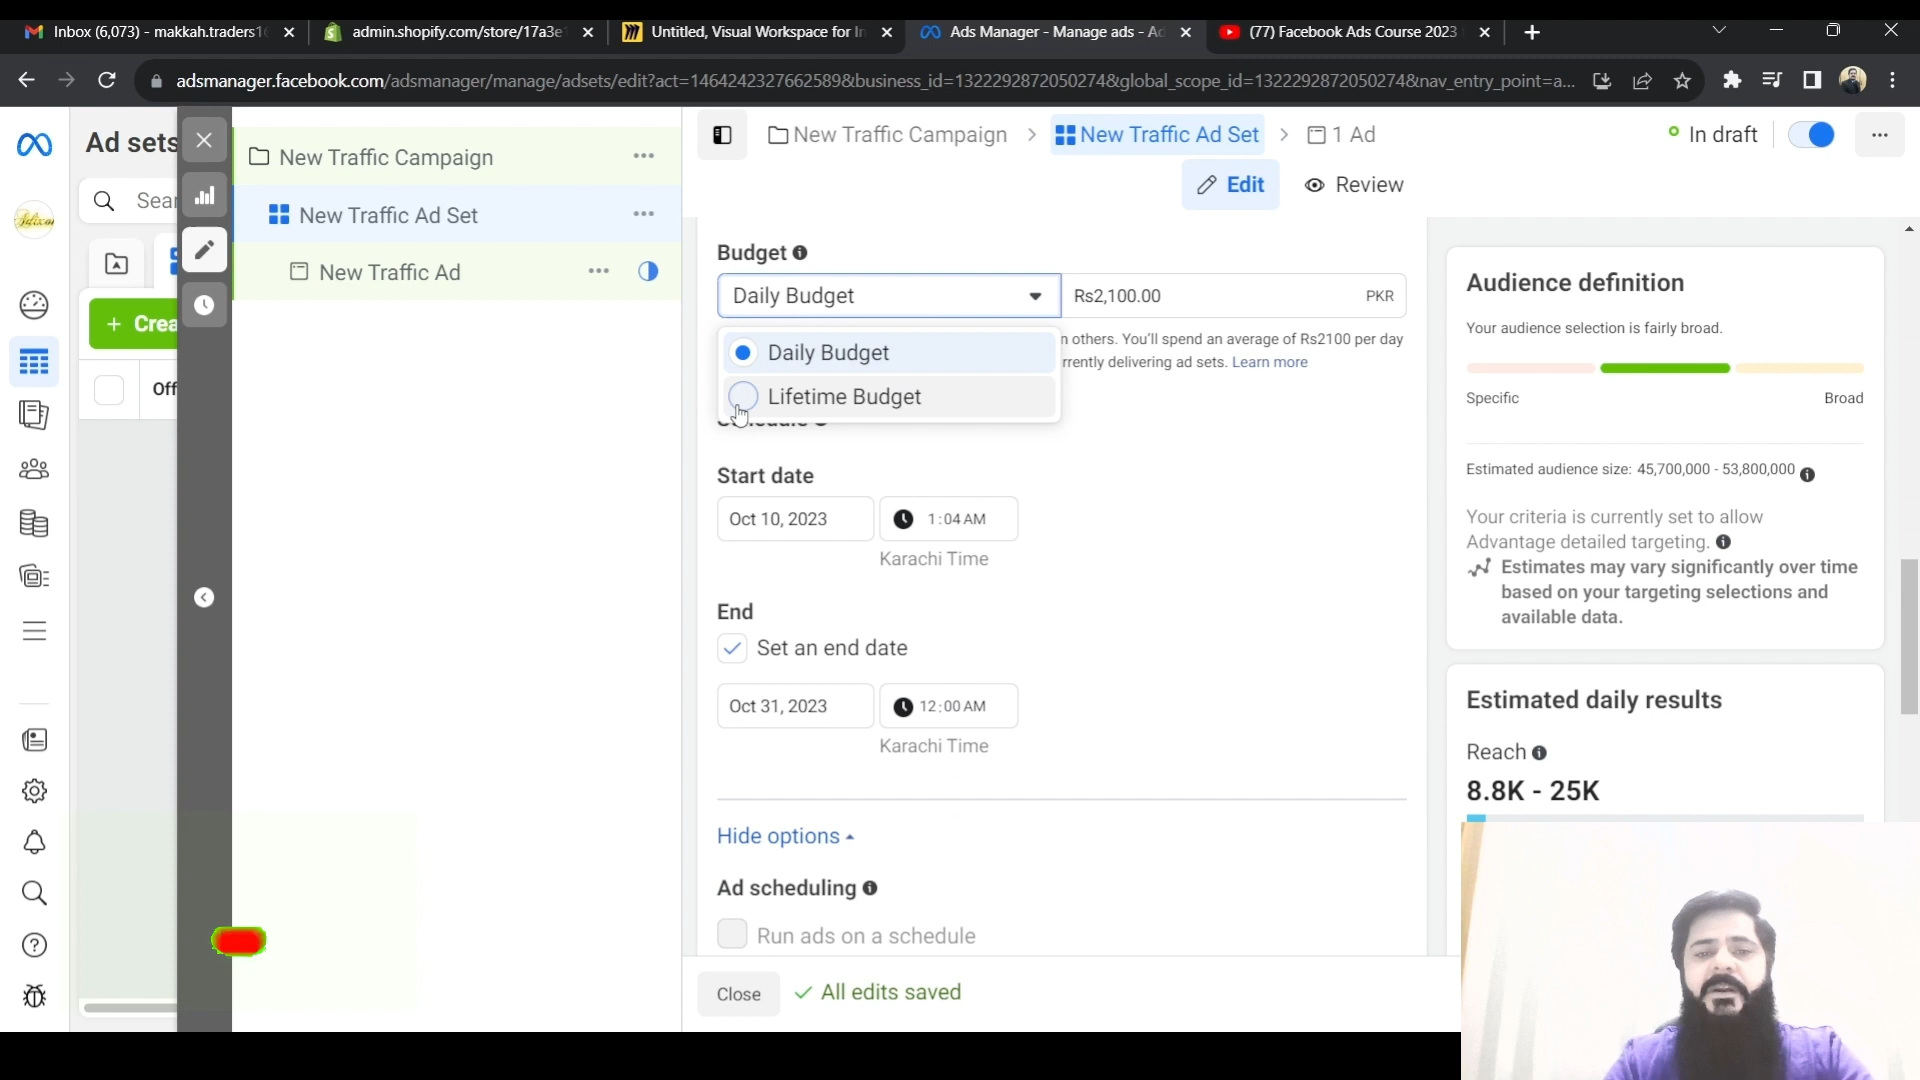 Inbox (6,073) - makkah.traders1
admin.shopify.com/store/17a3e
Untitled, Visual Workspace for In
Ads Manager - Manage ads - Ad
(77) Facebook Ads Course 2023
adsmanager.facebook.com/adsmanager/manage/adsets/edit?act=1464242327662589&business_id=1322292872050274&global_scope_id=1322292872050274&nav_entry_point=a...
Ad sets
Sear
+ Crea
Off
New Traffic Campaign
New Traffic Ad Set
New Traffic Ad
New Traffic Campaign > New Traffic Ad Set > 1 Ad
In draft
Edit
Review
Budget
Daily Budget
Rs2,100.00
PKR
Daily Budget
Lifetime Budget
n others. You'll spend an average of Rs2100 per day
rrently delivering ad sets. Learn more
Schedule
Start date
Oct 10, 2023
1:04 AM
Karachi Time
End
Set an end date
Oct 31, 2023
12:00 AM
Karachi Time
Hide options
Ad scheduling
Run ads on a schedule
Close
All edits saved
Audience definition
Your audience selection is fairly broad.
Specific
Broad
Estimated audience size: 45,700,000 - 53,800,000
Your criteria is currently set to allow
Advantage detailed targeting.
Estimates may vary significantly over time
based on your targeting selections and
available data.
Estimated daily results
Reach
8.8K - 25K